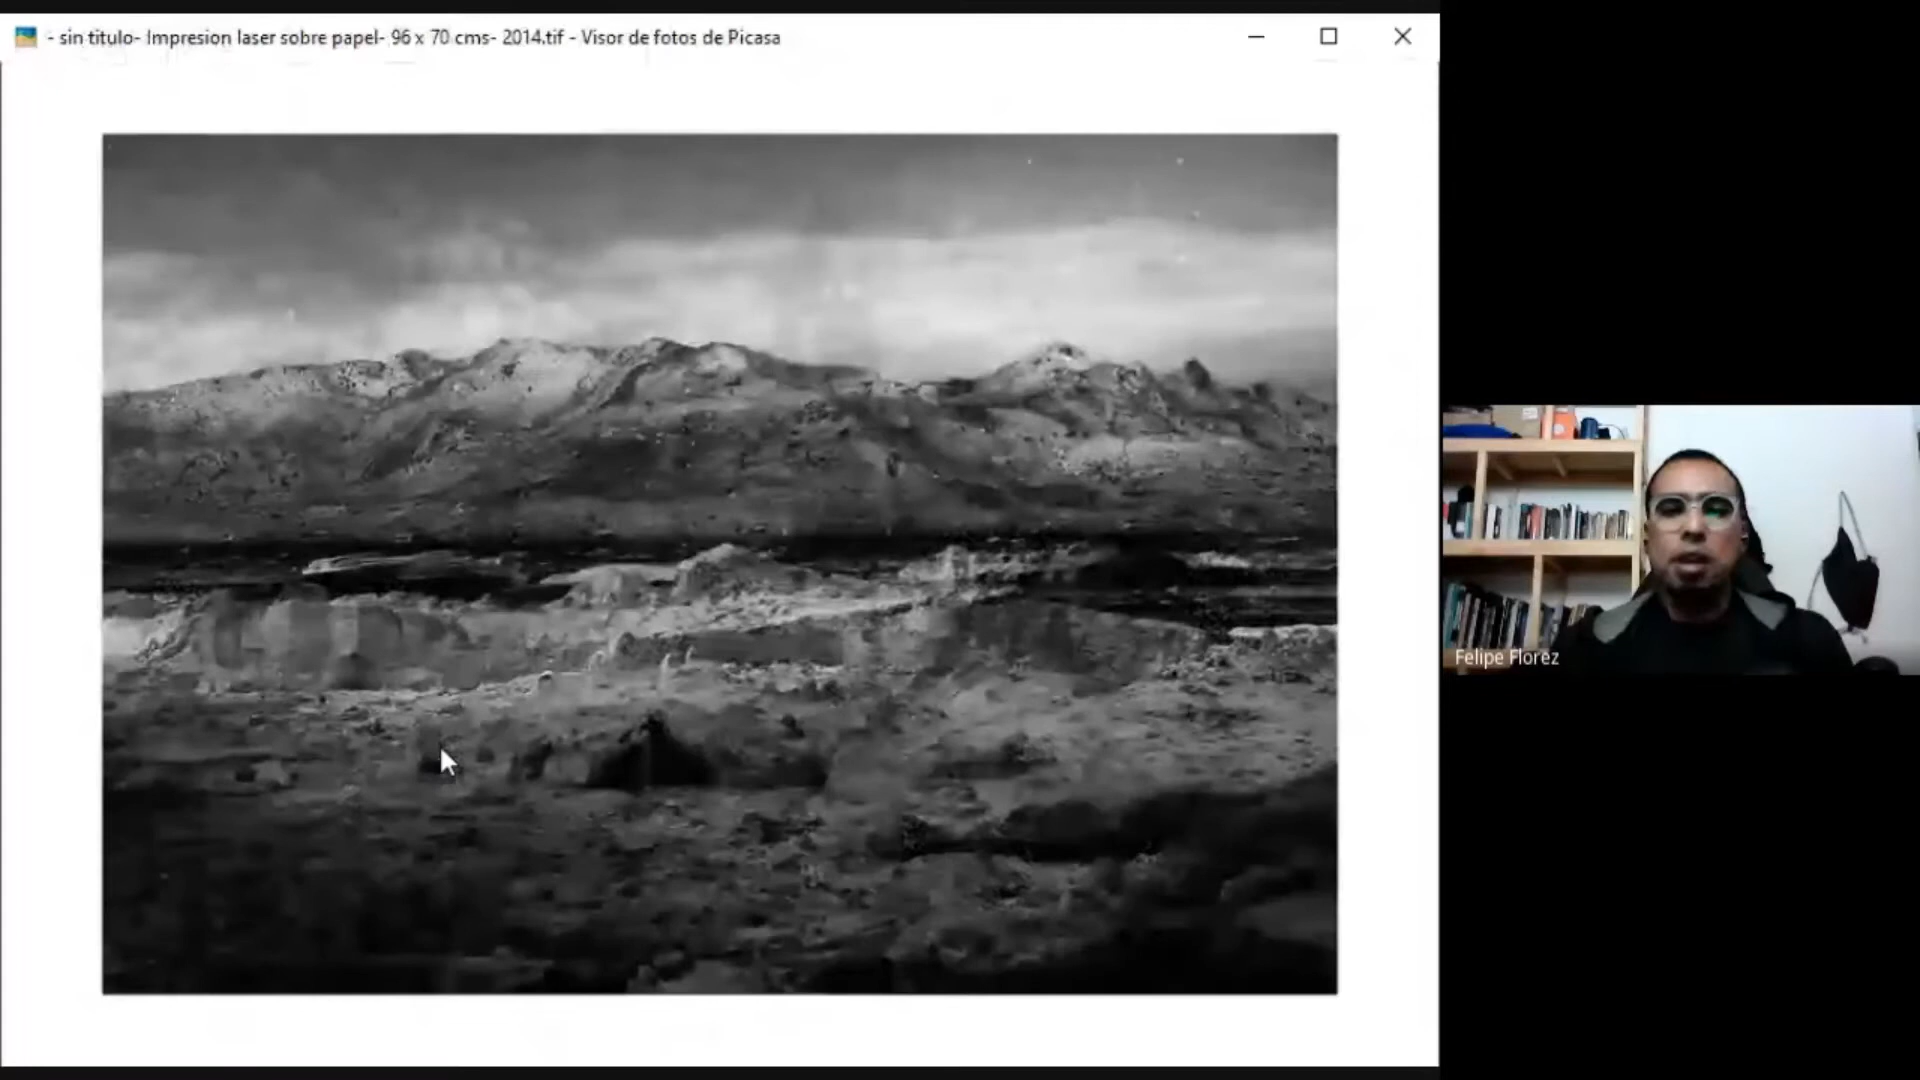 - sin titulo- Impresion laser sobre papel- 96 x 70 cms- 2014.tif - Visor de fotos de Picasa
Felipe Florez